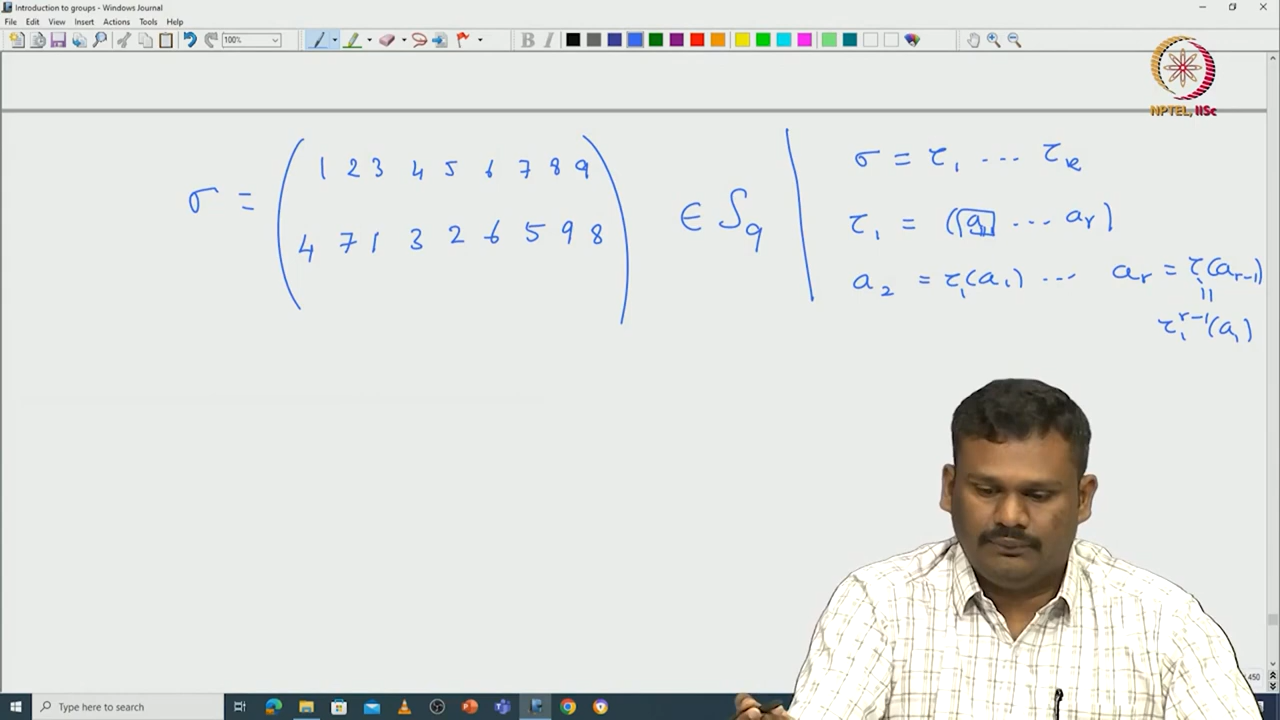 Introduction to groups - Windows Journal
File Edit View Insert Actions Tools Help
100%
B I
NPTEL, IISc
σ = ( 1 2 3 4 5 6 7 8 9
4 7 1 3 2 6 5 9 8 ) ∈ S₉
σ = τ₁ ... τₖ
τ₁ = (a₁ ... aᵣ)
a₂ = τ₁(a₁) ... aᵣ = τ₁(aᵣ₋₁)
||
τ₁ʳ⁻¹(a₁)
450
Type here to search